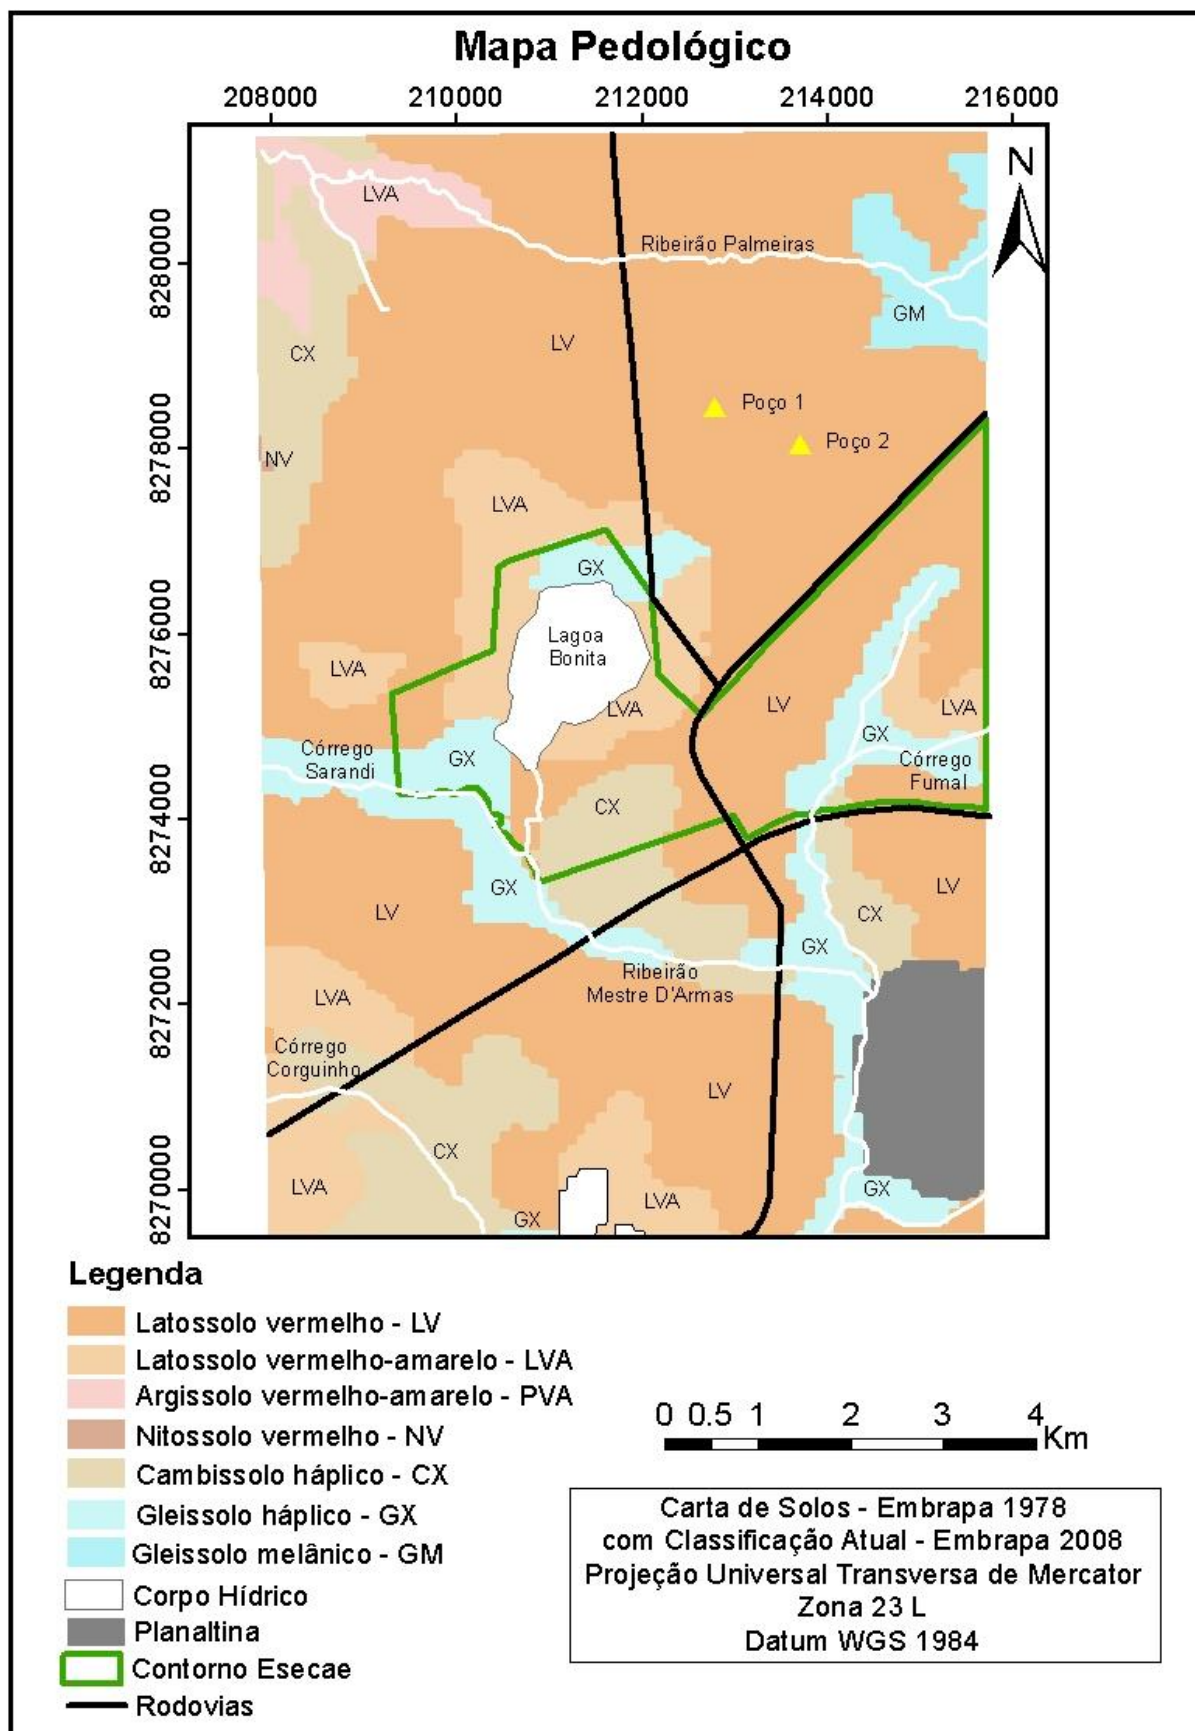 Mapa Pedológico
208000 210000 212000 214000 216000
N
LVA
Ribeirão Palmeiras
8280000
GM
LV
CX
Poço 1
Poço 2
8278000
NV
LVA
GX
8276000
Lagoa
Bonita
LVA
LVA
LV
LVA
GX
Córrego
Sarandi
GX
Córrego
Fumal
CX
8274000
GX
LV
LV
CX
GX
Ribeirão
Mestre D'Armas
LVA
8272000
Córrego
Corguinho
LV
CX
LVA
8270000
LVA
GX
GX
Legenda
Latossolo vermelho - LV
Latossolo vermelho-amarelo - LVA
Argissolo vermelho-amarelo - PVA
Nitossolo vermelho - NV
Cambissolo háplico - CX
Gleissolo háplico - GX
Gleissolo melânico - GM
Corpo Hídrico
Planaltina
Contorno Esecae
Rodovias
0 0.5 1 2 3 4
Km
Carta de Solos - Embrapa 1978
com Classificação Atual - Embrapa 2008
Projeção Universal Transversa de Mercator
Zona 23 L
Datum WGS 1984